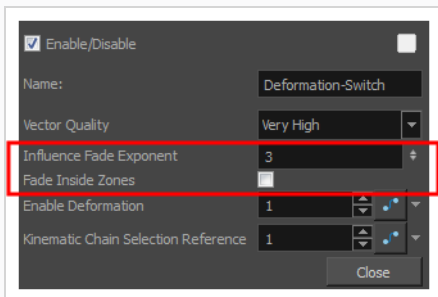 Enable/Disable
Name: Deformation-Switch
Vector Quality Very High
Influence Fade Exponent 3
Fade Inside Zones
Enable Deformation 1
Kinematic Chain Selection Reference 1
Close